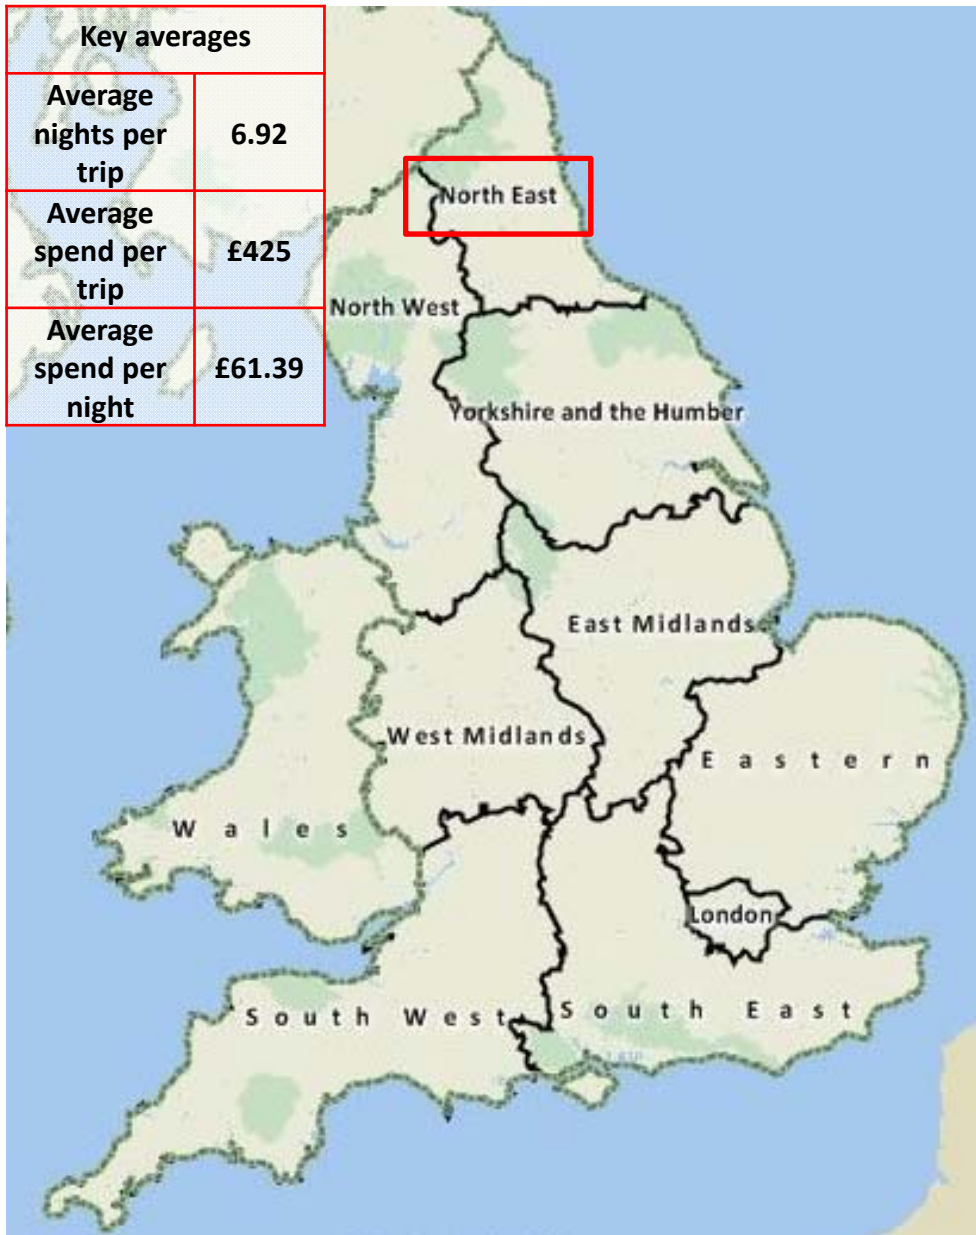 Key averages
Average
nights per
trip
6.92
Average
spend per
trip
£425
Average
spend per
night
£61.39
North East
North West
Yorkshire and the Humber
East Midlands
West Midlands
Eastern
Wales
London
South West
South East